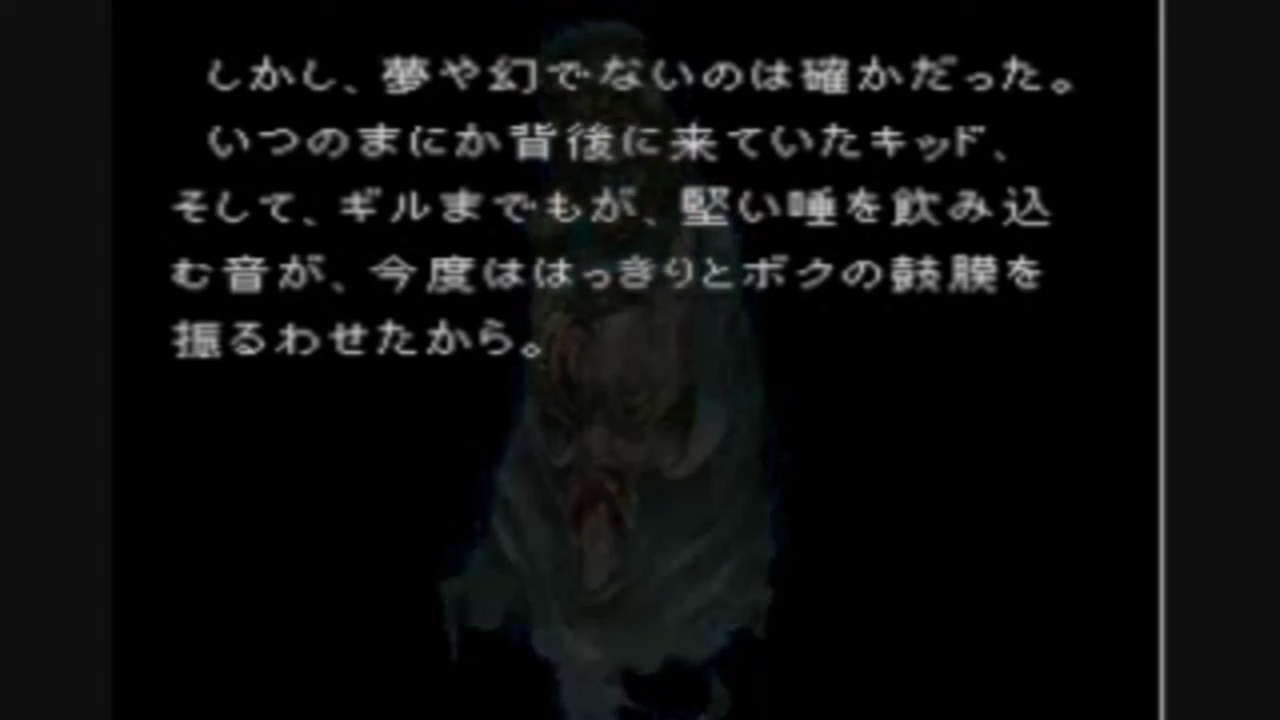 しかし、夢や幻でないのは確かだった。
いつのまにか背後に来ていたキッド、
そして、ギルまでもが、堅い唾を飲み込
む音が、今度ははっきりとボクの鼓膜を
振るわせたから。